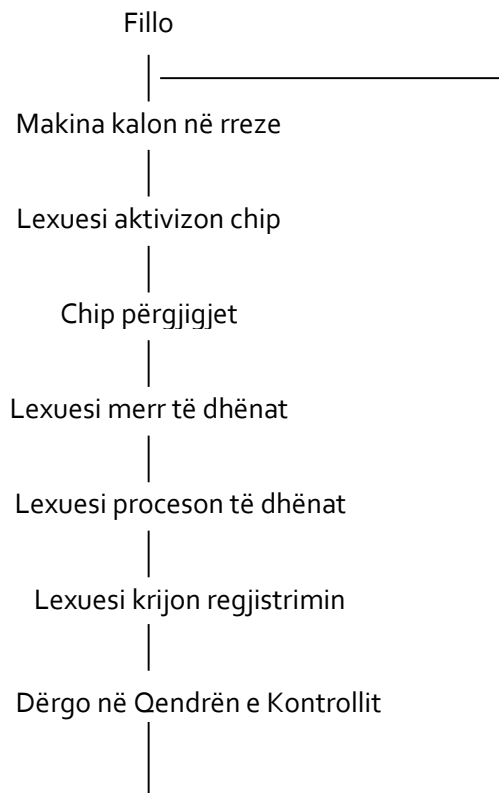 Fillo
Makina kalon në rreze
Lexuesi aktivizon chip
Chip përgjigjet
Lexuesi merr të dhënat
Lexuesi proceson të dhënat
Lexuesi krijon regjistrimin
Dërgo në Qendrën e Kontrollit